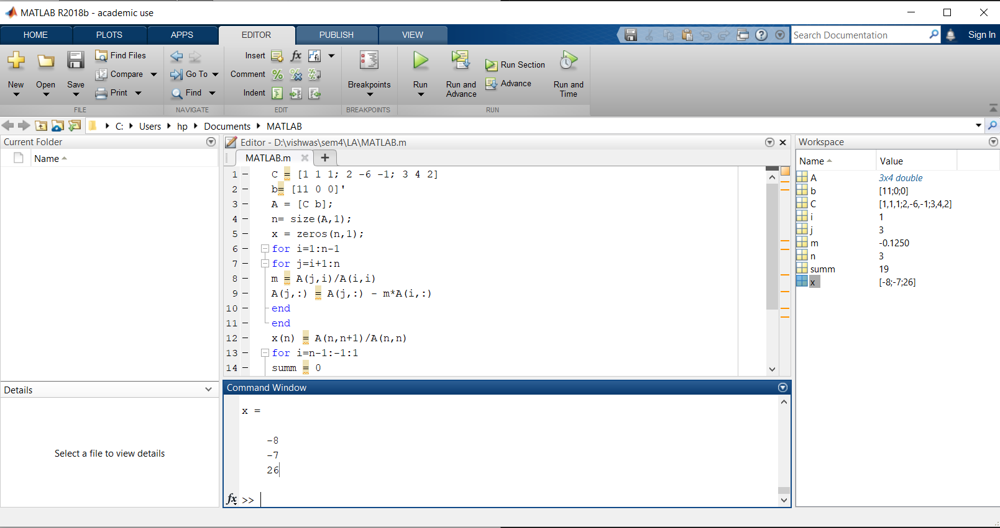 MATLAB R2018b - academic use
HOME PLOTS APPS EDITOR PUBLISH VIEW
Search Documentation
Sign In
New
Open
Save
Find Files
Compare
Print
FILE
Go To
Find
NAVIGATE
Insert fx fi
Comment % % %
Indent
EDIT
Breakpoints
BREAKPOINTS
Run
Run and
Advance
Run Section
Advance
Run and
Time
RUN
C: Users hp Documents MATLAB
Current Folder
Name
Details
Select a file to view details
Editor - D:\vishwas\sem4\LA\MATLAB.m
MATLAB.m +
1 - C = [1 1 1; 2 -6 -1; 3 4 2]
2 - b= [11 0 0]'
3 - A = [C b];
4 - n= size(A,1);
5 - x = zeros(n,1);
6 - for i=1:n-1
7 - for j=i+1:n
8 - m = A(j,i)/A(i,i)
9 - A(j,:) = A(j,:) - m*A(i,:)
10 - end
11 - end
12 - x(n) = A(n,n+1)/A(n,n)
13 - for i=n-1:-1:1
14 - summ = 0
Command Window
x =
-8
-7
26
fx >>
Workspace
Name Value
A 3x4 double
b [11;0;0]
C [1,1,1;2,-6,-1;3,4,2]
i 1
j 3
m -0.1250
n 3
summ 19
x [-8;-7;26]